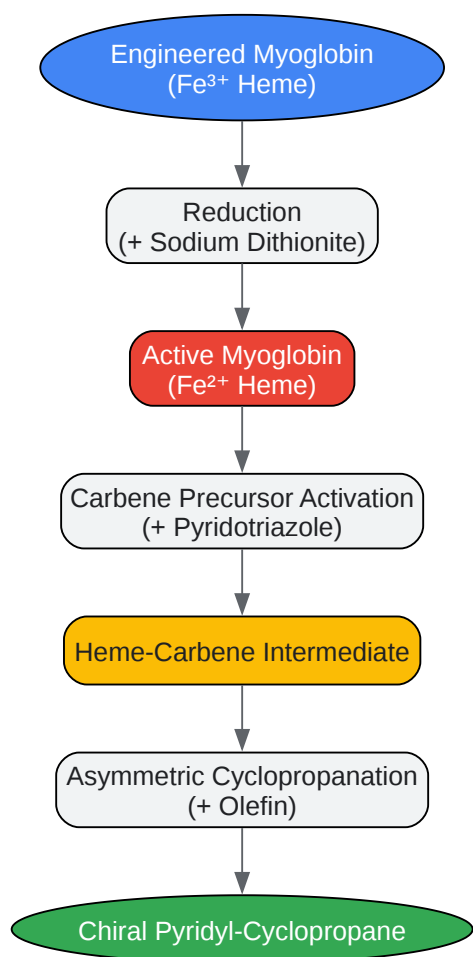 Engineered Myoglobin
(Fe³⁺ Heme)
Reduction
(+ Sodium Dithionite)
Active Myoglobin
(Fe²⁺ Heme)
Carbene Precursor Activation
(+ Pyridotriazole)
Heme-Carbene Intermediate
Asymmetric Cyclopropanation
(+ Olefin)
Chiral Pyridyl-Cyclopropane